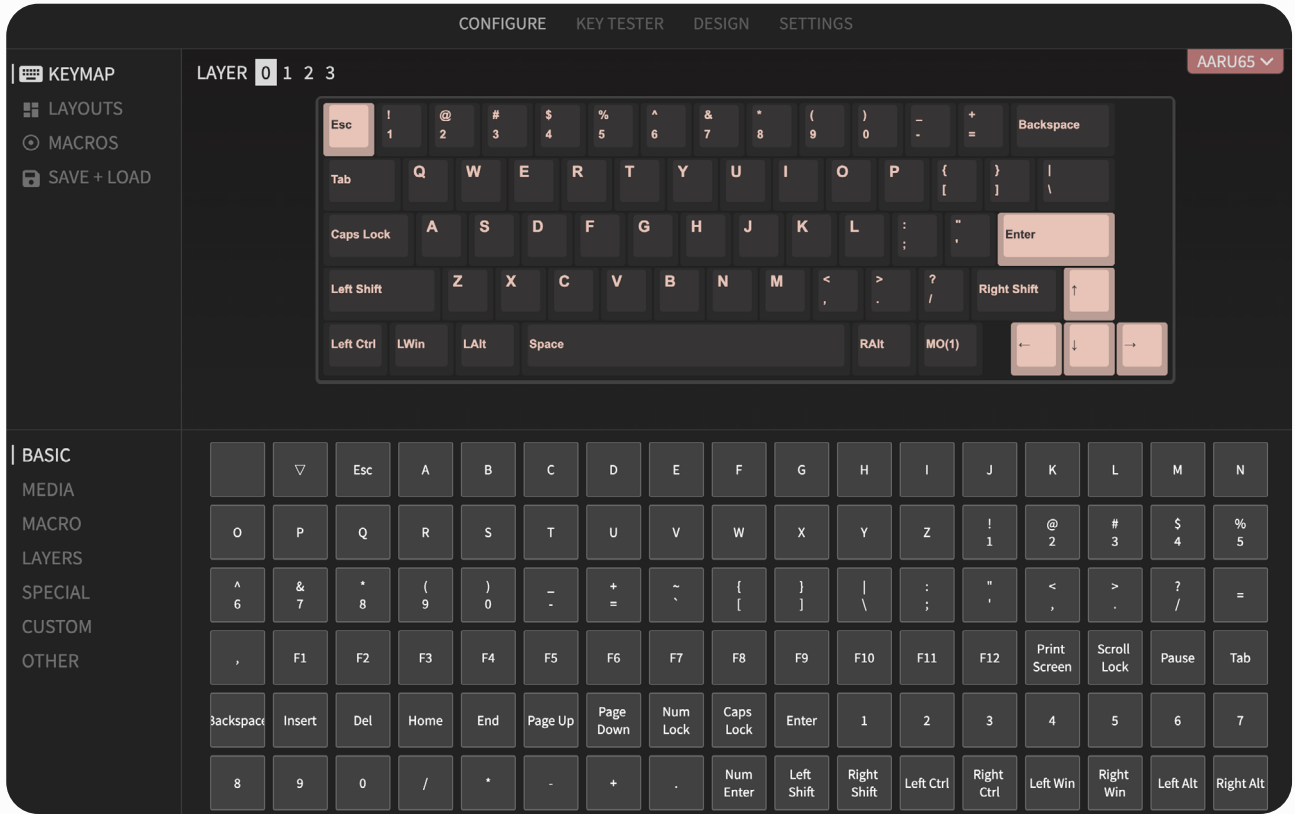 CONFIGURE KEY TESTER DESIGN SETTINGS
KEYMAP
LAYOUTS
MACROS
SAVE + LOAD
LAYER 0 1 2 3
AARU65
! @ # $ % ^ & * ( ) _ +
Esc 1 2 3 4 5 6 7 8 9 0 - = Backspace
Tab Q W E R T Y U I O P { } |
[ ] \
Caps Lock A S D F G H J K L : " Enter
; '
Left Shift Z X C V B N M < > ? Right Shift ↑
, . /
Left Ctrl LWin LAlt Space RAlt MO(1) ← ↓ →
BASIC
MEDIA
MACRO
LAYERS
SPECIAL
CUSTOM
OTHER
▽ Esc A B C D E F G H I J K L M N
O P Q R S T U V W X Y Z ! @ # $ %
1 2 3 4 5
^ & * ( ) _ + ~ { } | : " < > ? =
6 7 8 9 0 - = ` [ ] \ ; ' , . /
, F1 F2 F3 F4 F5 F6 F7 F8 F9 F10 F11 F12 Print Scroll Pause Tab
Screen Lock
Backspace Insert Del Home End Page Up Page Num Caps Enter 1 2 3 4 5 6 7
Down Lock Lock
8 9 0 / * - + . Num Left Right Left Ctrl Right Left Win Right Left Alt Right Alt
Enter Shift Shift Ctrl Win